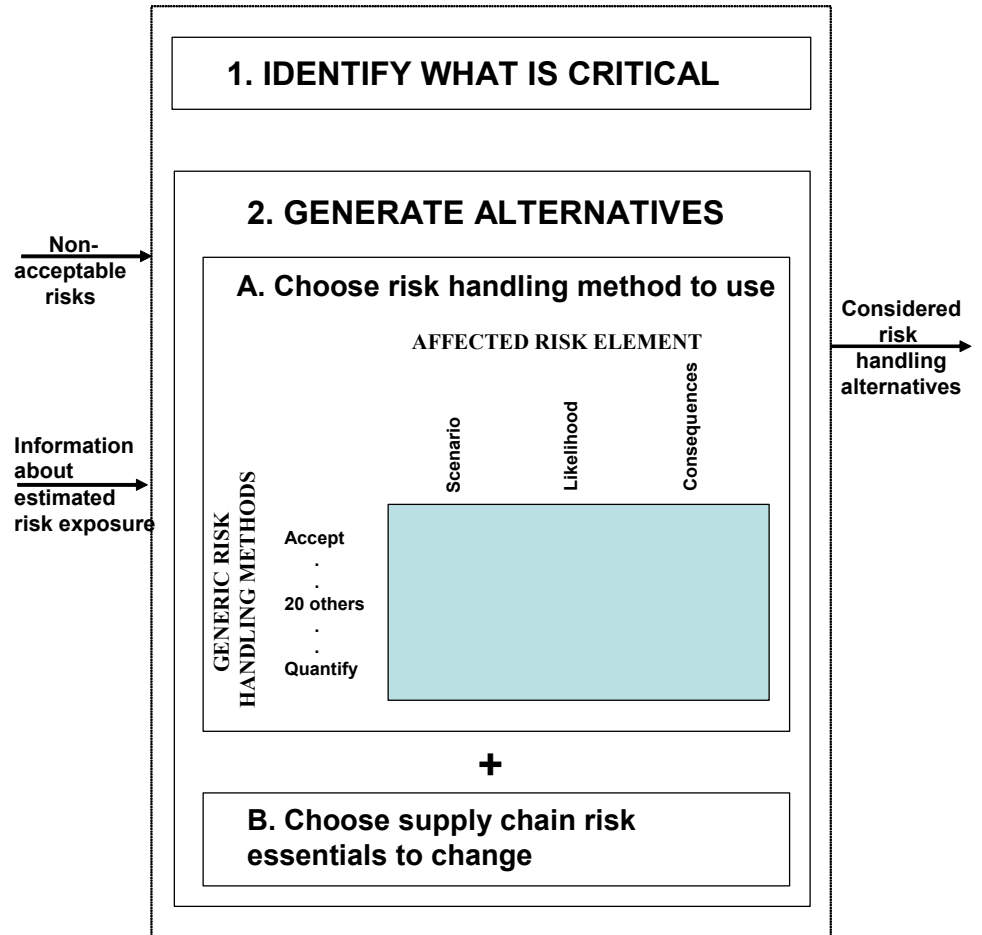 1. IDENTIFY WHAT IS CRITICAL
2. GENERATE ALTERNATIVES
Non-
acceptable
risks
A. Choose risk handling method to use
Considered
risk
handling
alternatives
AFFECTED RISK ELEMENT
Scenario
Likelihood
Consequences
Information
about
estimated
risk exposure
GENERIC RISK
HANDLING METHODS
Accept
.
.
20 others
.
.
Quantify
+
B. Choose supply chain risk
essentials to change